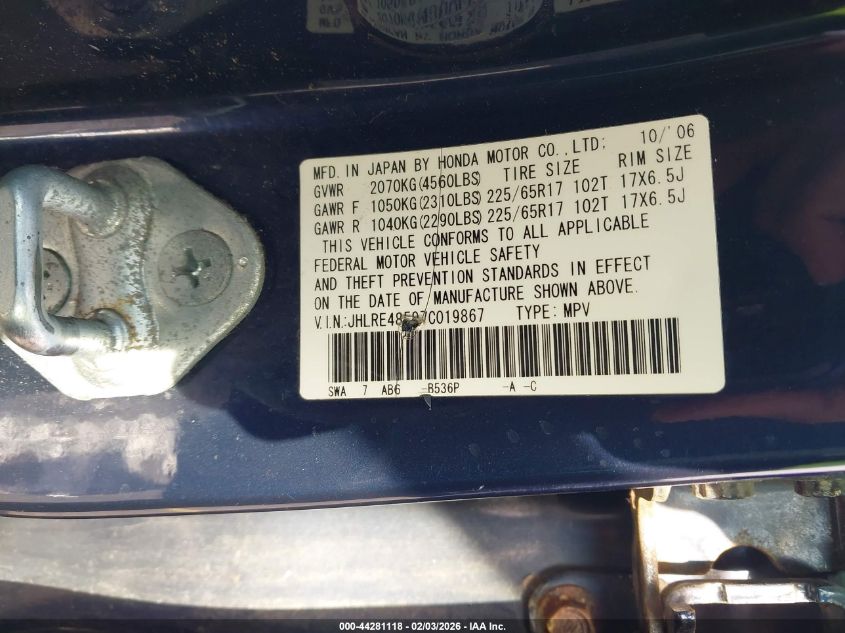 MFD. IN JAPAN BY HONDA MOTOR CO.,LTD; 10/'06
GVWR 2070KG(4560LBS) TIRE SIZE RIM SIZE
GAWR F 1050KG(2310LBS) 225/65R17 102T 17X6.5J
GAWR R 1040KG(2290LBS) 225/65R17 102T 17X6.5J
THIS VEHICLE CONFORMS TO ALL APPLICABLE
FEDERAL MOTOR VEHICLE SAFETY
AND THEFT PREVENTION STANDARDS IN EFFECT
ON THE DATE OF MANUFACTURE SHOWN ABOVE.
V.I.N: TYPE: MPV
SWA 7 AB6 -B536P -A -C
000-44281118 - 02/03/2026 - IAA Inc.